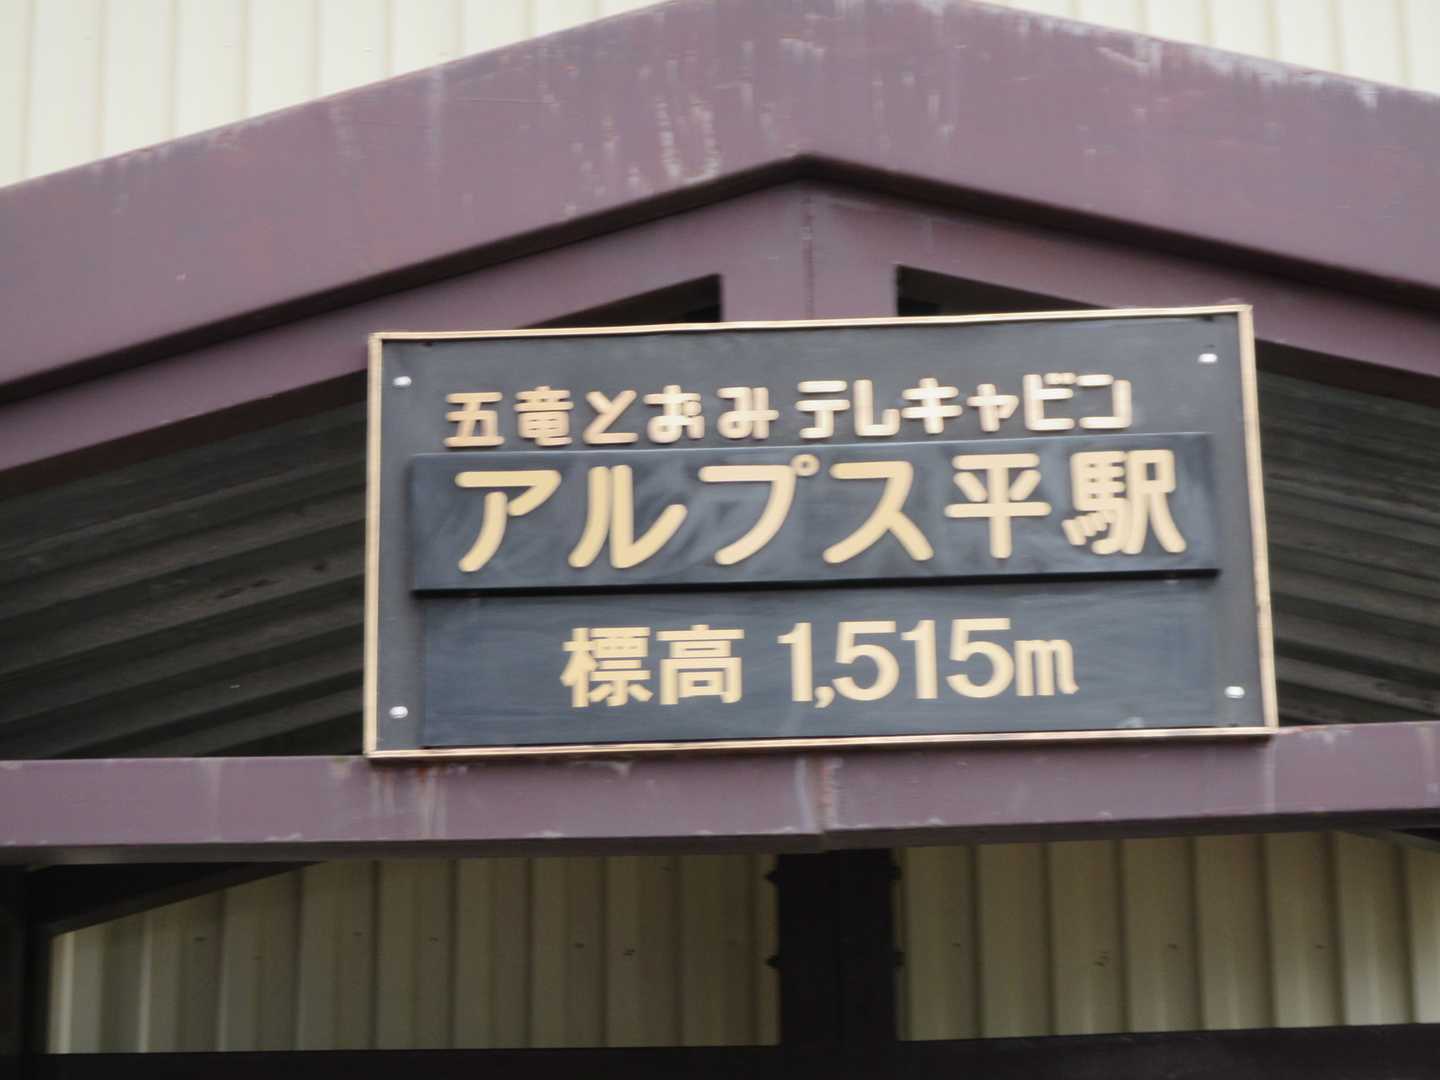 五竜とおみ テレキャビン
アルプス平駅
標高 1,515m